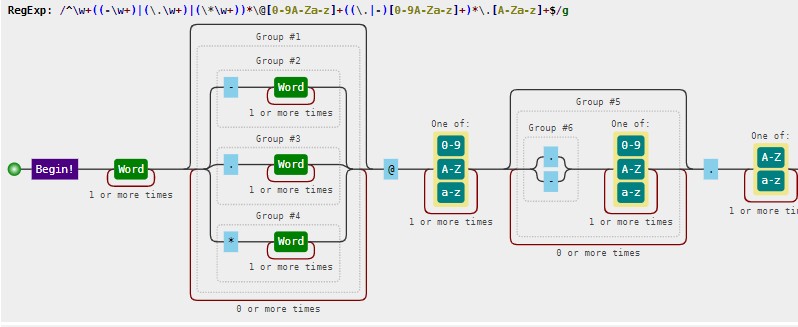 RegExp: /^\w+((-\w+)|(\.\w+)|(\*\w+))*\@[0-9A-Za-z]+((\.|-)[0-9A-Za-z]+)*\.[A-Za-z]+$/g
Group #1
Group #2
- Word
1 or more times
Group #3
. Word
1 or more times
Group #4
* Word
1 or more times
0 or more times
Begin!
Word
1 or more times
@
One of:
0-9
A-Z
a-z
1 or more times
Group #5
Group #6
.
-
One of:
0-9
A-Z
a-z
1 or more times
0 or more times
.
One of:
A-Z
a-z
1 or more